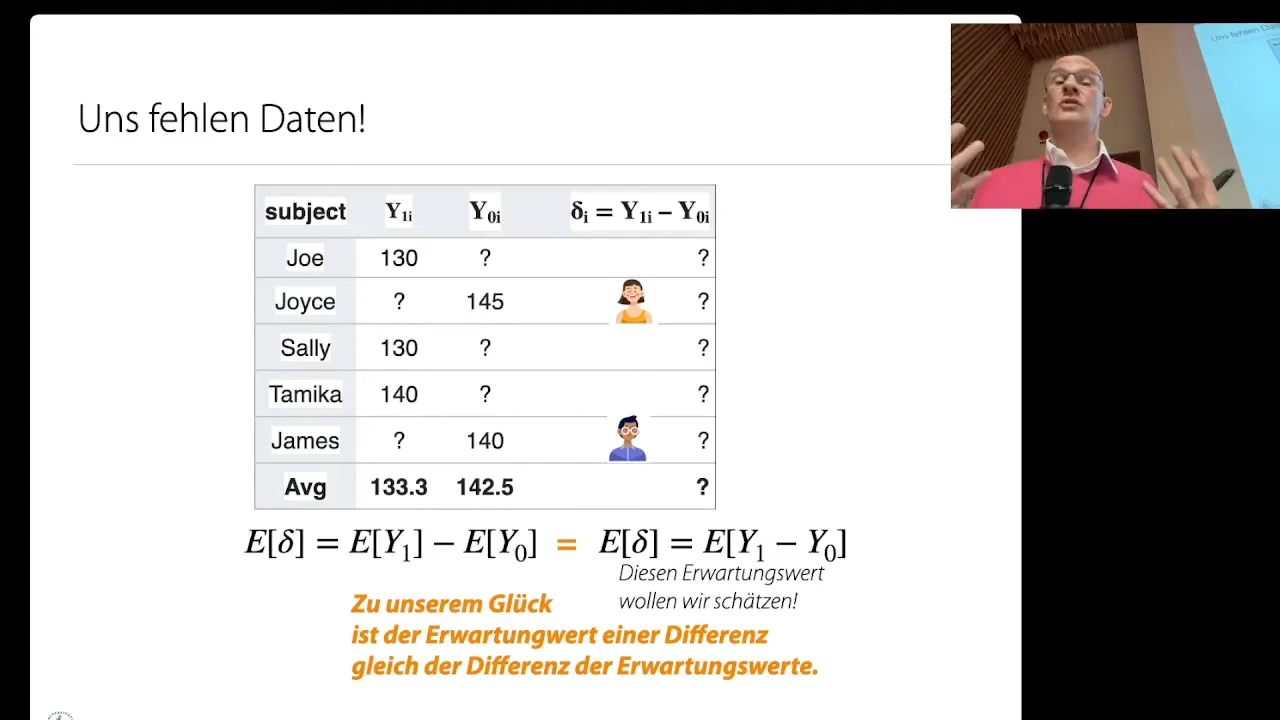 Uns fehlen Daten!
subject Y1i Y0i δi = Y1i − Y0i
Joe 130 ? ?
Joyce ? 145 ?
Sally 130 ? ?
Tamika 140 ? ?
James ? 140 ?
Avg 133.3 142.5 ?
E[δ] = E[Y1] − E[Y0] = E[δ] = E[Y1 − Y0]
Diesen Erwartungswert
wollen wir schätzen!
Zu unserem Glück
ist der Erwartungwert einer Differenz
gleich der Differenz der Erwartungswerte.
Uns fehlen